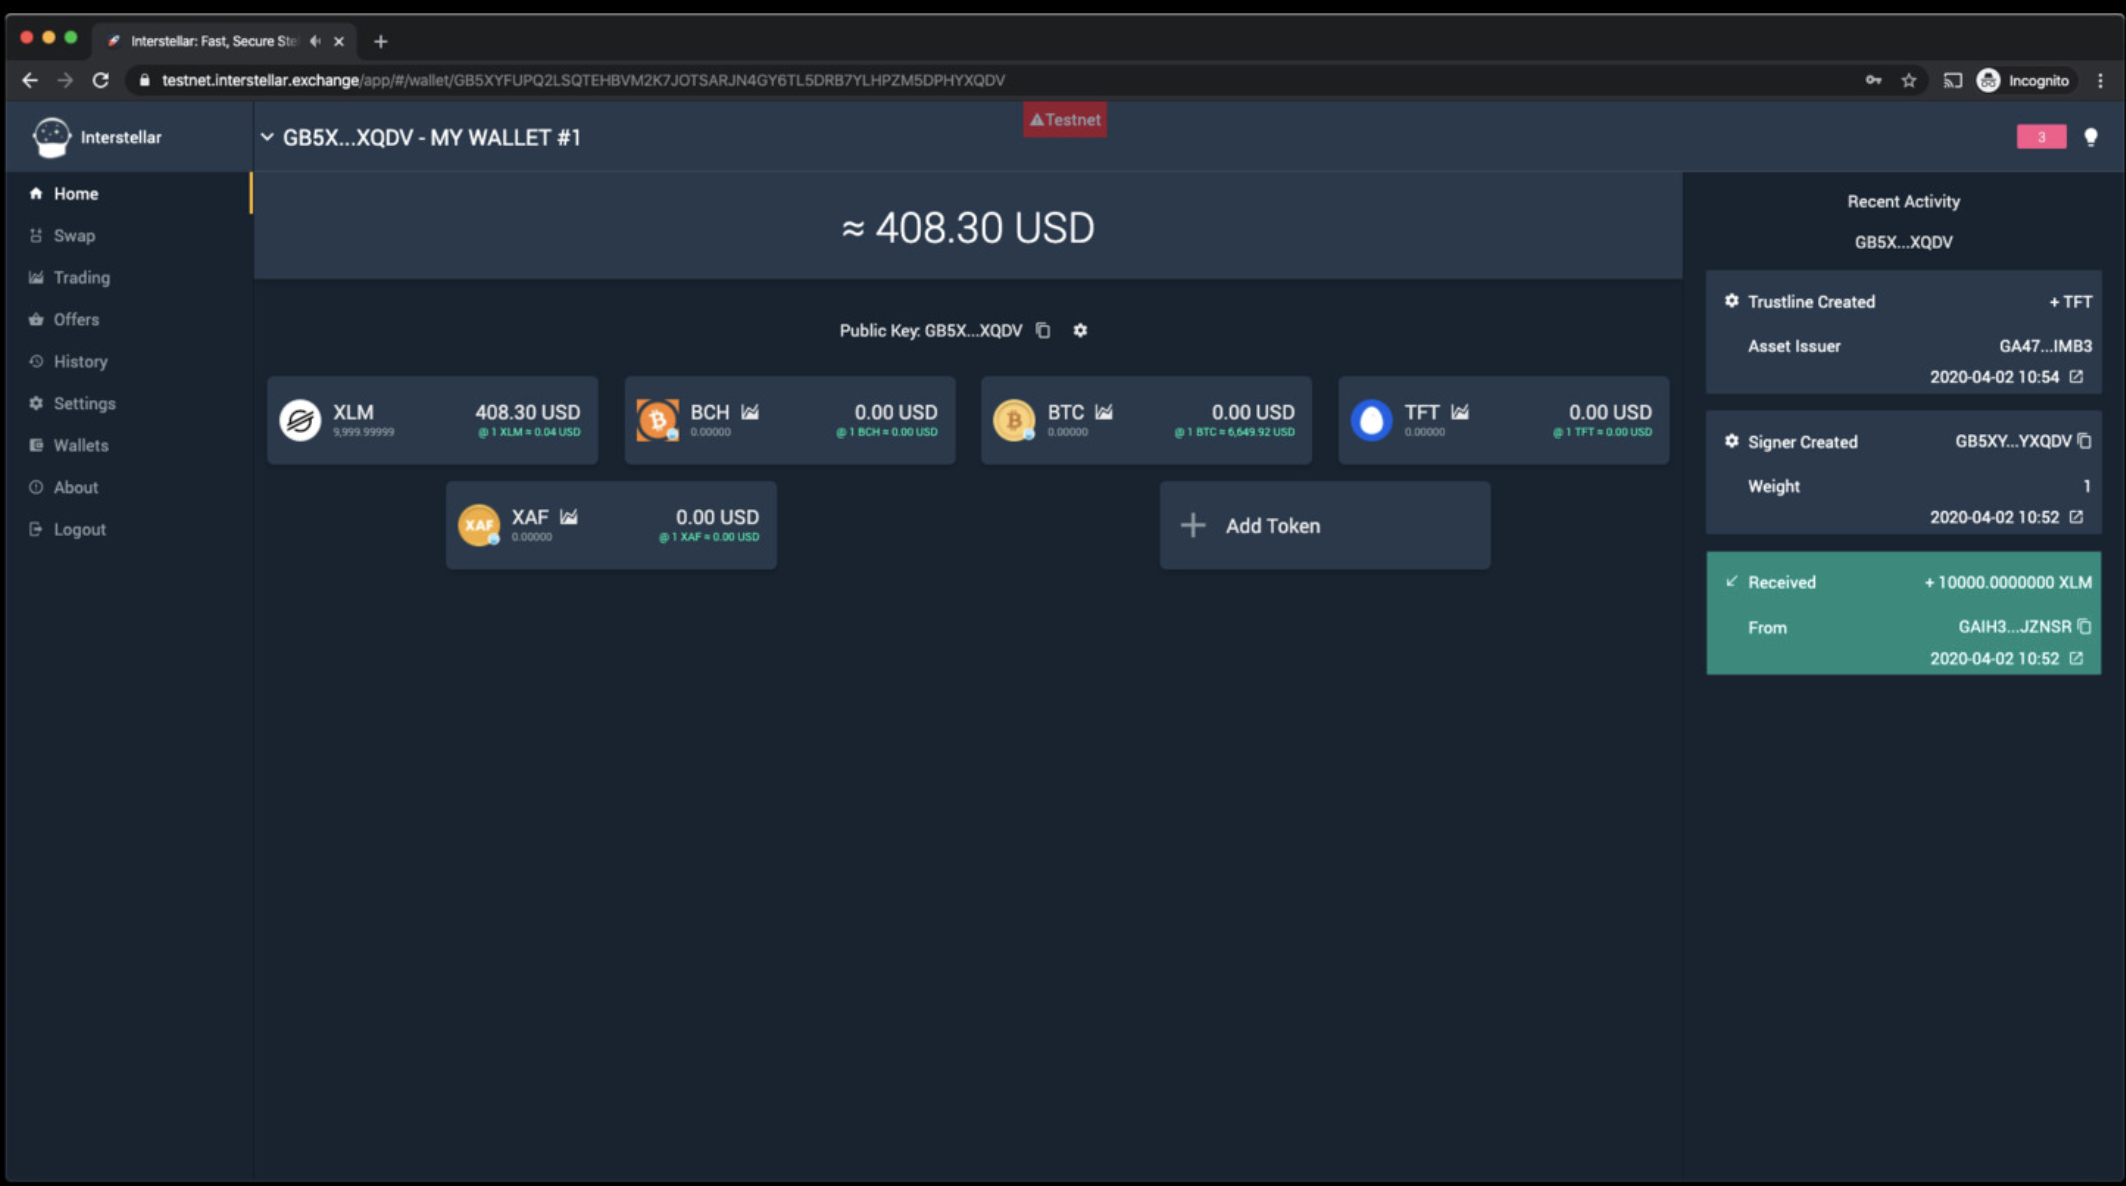 Interstellar: Fast, Secure Ste
testnet.interstellar.exchange/app/#/wallet/GB5XYFUPQ2LSQTEHBVM2K7JOTSARJN4GY6TL5DRB7YLHPZM5DPHYXQDV
Incognito
Interstellar
GB5X...XQDV - MY WALLET #1
Testnet
3
Home
Swap
Trading
Offers
History
Settings
Wallets
About
Logout
≈ 408.30 USD
Public Key: GB5X...XQDV
XLM 408.30 USD
9,999.99999 @ 1 XLM ≈ 0.04 USD
BCH 0.00 USD
0.00000 @ 1 BCH ≈ 0.00 USD
BTC 0.00 USD
0.00000 @ 1 BTC ≈ 6,649.92 USD
TFT 0.00 USD
0.00000 @ 1 TFT ≈ 0.00 USD
XAF XAF 0.00 USD
0.00000 @ 1 XAF ≈ 0.00 USD
Add Token
Recent Activity
GB5X...XQDV
Trustline Created + TFT
Asset Issuer GA47...IMB3
2020-04-02 10:54
Signer Created GB5XY...YXQDV
Weight 1
2020-04-02 10:52
Received + 10000.0000000 XLM
From GAIH3...JZNSR
2020-04-02 10:52